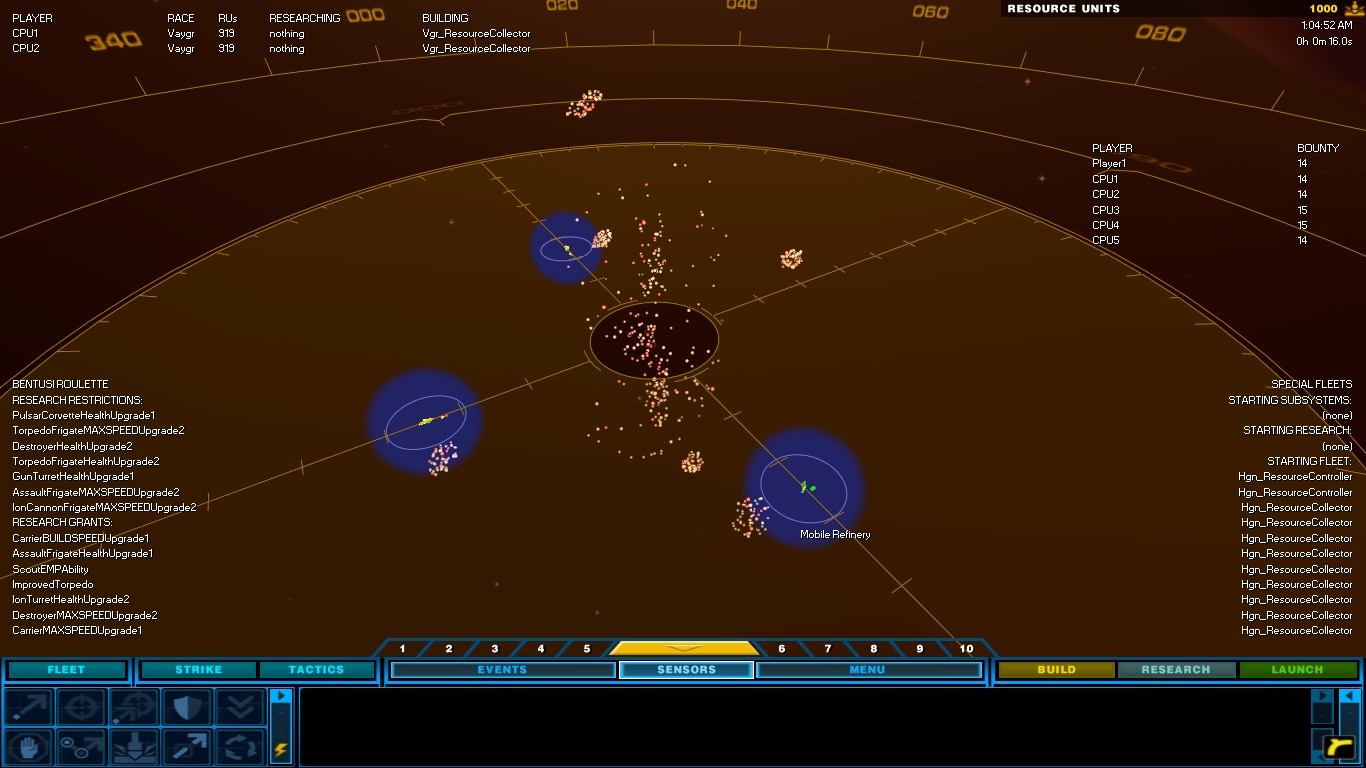 RESOURCE UNITS 1000
PLAYER RACE RUs RESEARCHING BUILDING
CPU1 Vaygr 919 nothing Vgr_ResourceCollector
CPU2 Vaygr 919 nothing Vgr_ResourceCollector
1:04:52 AM
0h 0m 16.0s
340 000 020 040 060 080
000
90
PLAYER BOUNTY
Player1 14
CPU1 14
CPU2 14
CPU3 15
CPU4 15
CPU5 14
BENTUSI ROULETTE
RESEARCH RESTRICTIONS:
PulsarCorvetteHealthUpgrade1
TorpedoFrigateMAXSPEEDUpgrade2
DestroyerHealthUpgrade2
TorpedoFrigateHealthUpgrade2
GunTurretHealthUpgrade1
AssaultFrigateMAXSPEEDUpgrade2
IonCannonFrigateMAXSPEEDUpgrade2
RESEARCH GRANTS:
CarrierBUILDSPEEDUpgrade1
AssaultFrigateHealthUpgrade1
ScoutEMPAbility
ImprovedTorpedo
IonTurretHealthUpgrade2
DestroyerMAXSPEEDUpgrade2
CarrierMAXSPEEDUpgrade1
Mobile Refinery
SPECIAL FLEETS
STARTING SUBSYSTEMS:
(none)
STARTING RESEARCH:
(none)
STARTING FLEET:
Hgn_ResourceController
Hgn_ResourceController
Hgn_ResourceCollector
Hgn_ResourceCollector
Hgn_ResourceCollector
Hgn_ResourceCollector
Hgn_ResourceCollector
Hgn_ResourceCollector
Hgn_ResourceCollector
Hgn_ResourceCollector
Hgn_ResourceCollector
1 2 3 4 5 6 7 8 9 10
FLEET STRIKE TACTICS EVENTS SENSORS MENU BUILD RESEARCH LAUNCH